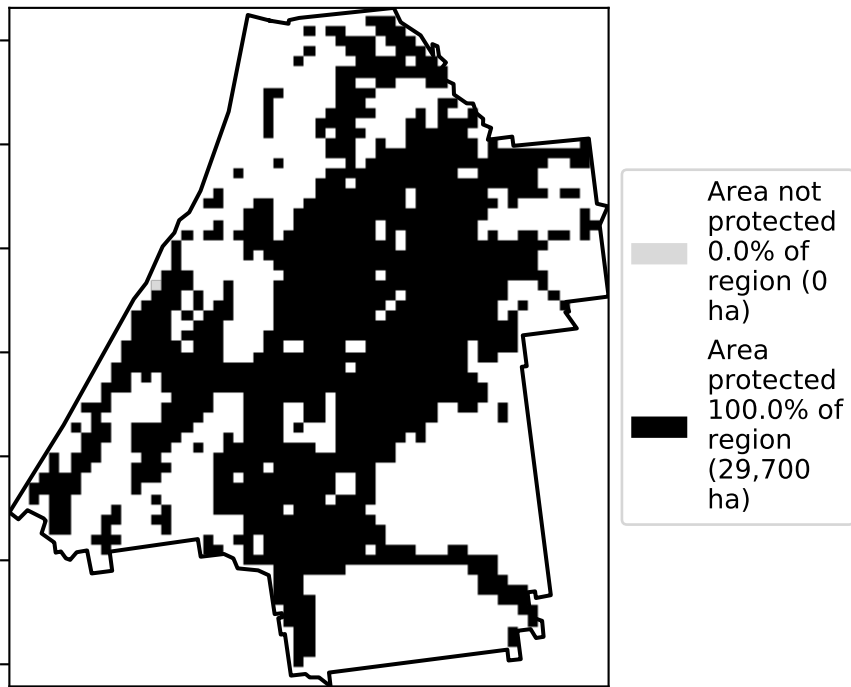 Area not
protected
0.0% of
region (0
ha)
Area
protected
100.0% of
region
(29,700
ha)